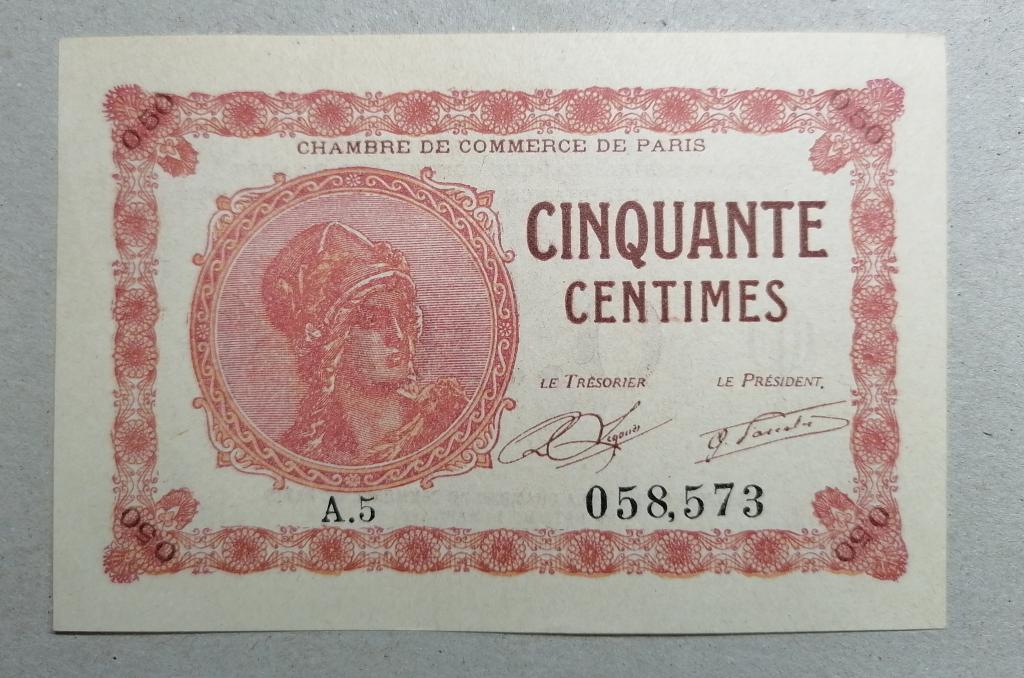 0.50
0.50
CHAMBRE DE COMMERCE DE PARIS
CINQUANTE
CENTIMES
LE TRÉSORIER
LE PRÉSIDENT.
A.5
058,573
0.50
0.50